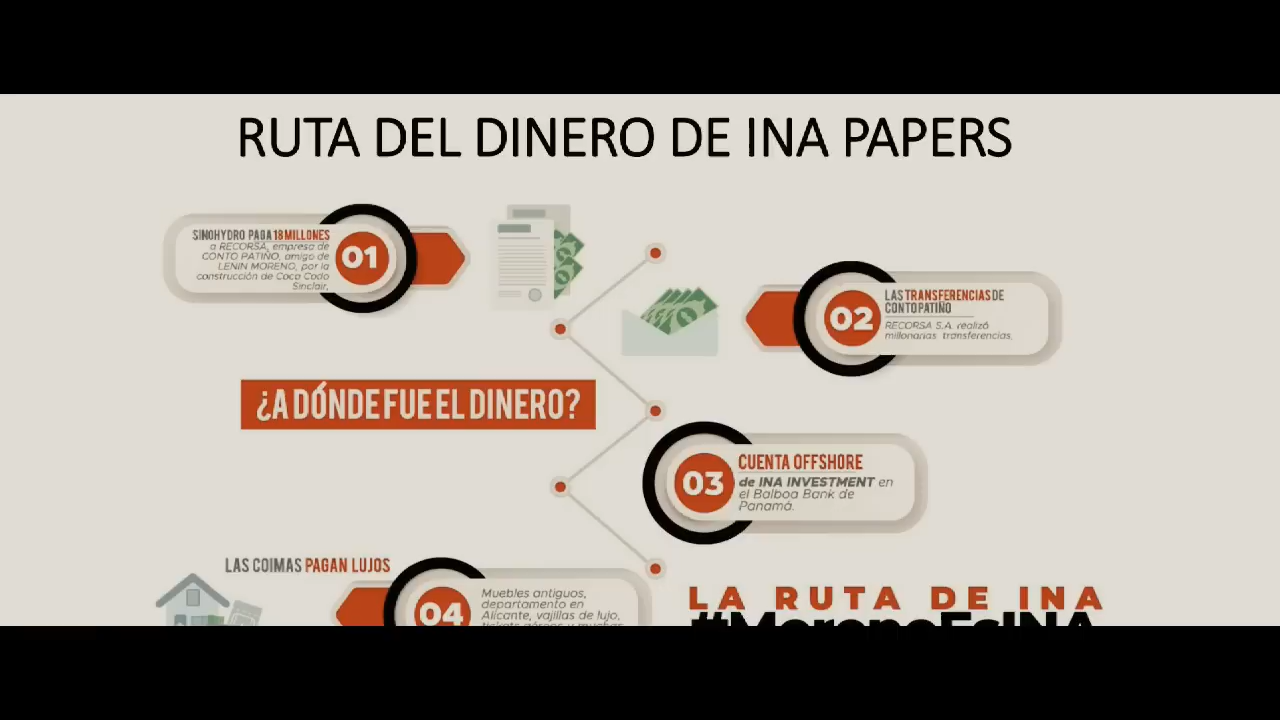 RUTA DEL DINERO DE INA PAPERS
01
SINOHYDRO PAGA 18 MILLONES
a RECORSA, empresa de
CONTO PATIÑO, amigo de
LENIN MORENO, por la
construcción de Coca Codo
Sinclair.
02
LAS TRANSFERENCIAS DE
CONTO PATIÑO
RECORSA S.A. realizó
millonarias transferencias.
¿A DÓNDE FUE EL DINERO?
03
CUENTA OFFSHORE
de INA INVESTMENT en
el Balboa Bank de
Panamá.
LAS COIMAS PAGAN LUJOS
04
Muebles antiguos,
departamento en
Alicante, vajillas de lujo,
LA RUTA DE INA
#MorenoEsINA